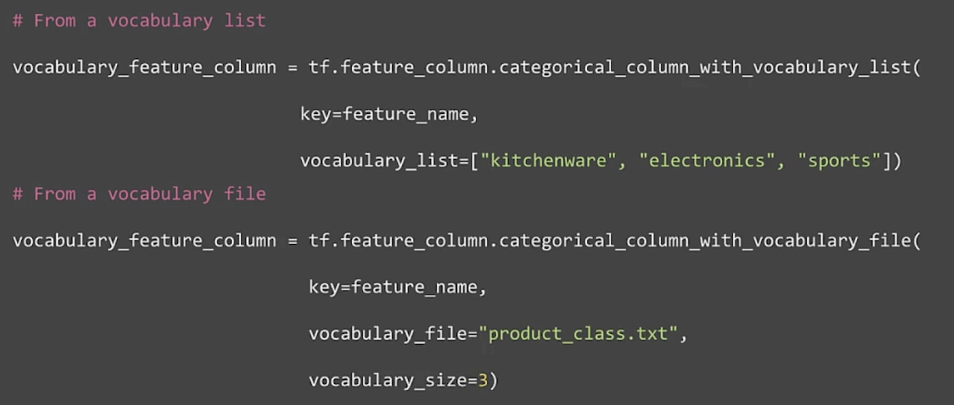 # From a vocabulary list
vocabulary_feature_column = tf.feature_column.categorical_column_with_vocabulary_list(
key=feature_name,
vocabulary_list=["kitchenware", "electronics", "sports"])
# From a vocabulary file
vocabulary_feature_column = tf.feature_column.categorical_column_with_vocabulary_file(
key=feature_name,
vocabulary_file="product_class.txt",
vocabulary_size=3)